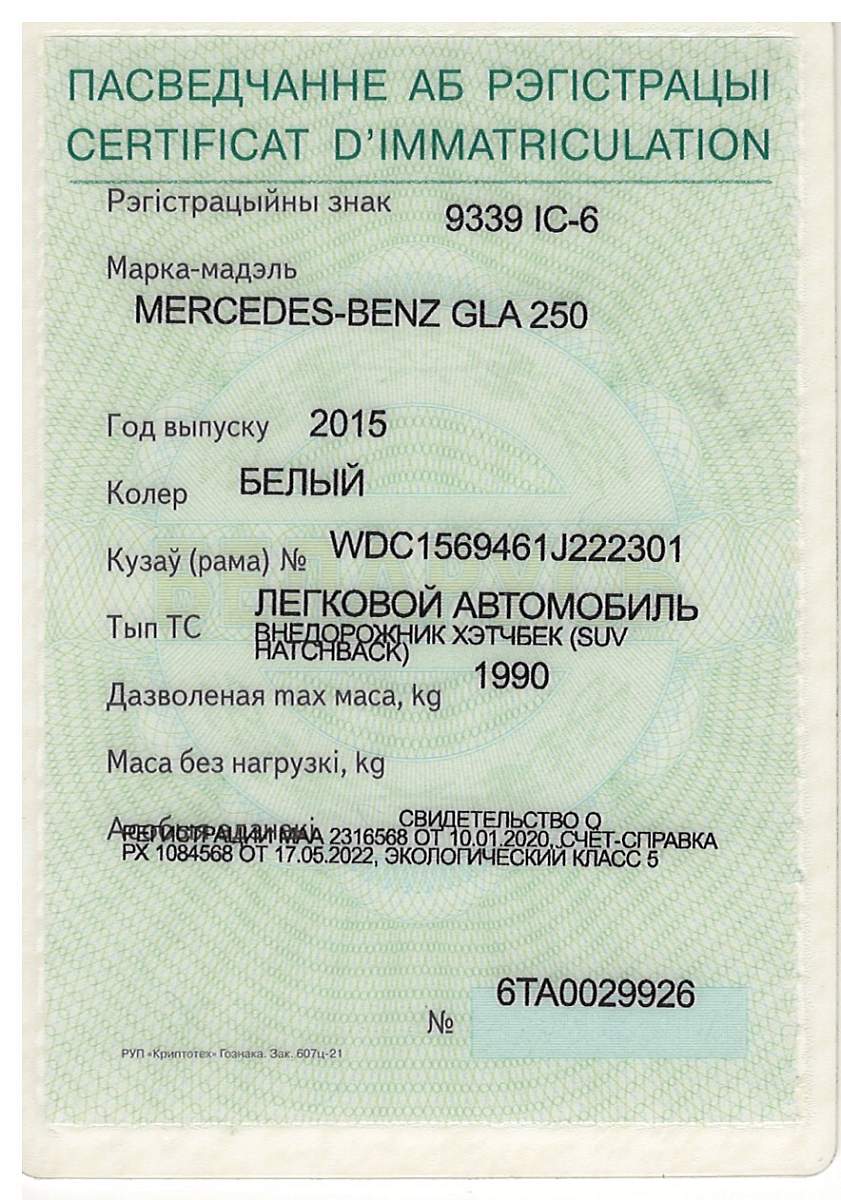 ПАСВЕДЧАННЕ АБ РЭГІСТРАЦЫІ
CERTIFICAT D'IMMATRICULATION
Рэгістрацыйны знак 9339 IC-6
Марка-мадэль
MERCEDES-BENZ GLA 250
Год выпуску 2015
Колер БЕЛЫЙ
Кузаў (рама) № WDC1569461J222301
Тып ТС ЛЕГКОВОЙ АВТОМОБИЛЬ
ВНЕДОРОЖНИК ХЭТЧБЕК (SUV
HATCHBACK)
Дазволеная max маса, kg 1990
Маса без нагрузкі, kg
Асобыя адзнакі СВИДЕТЕЛЬСТВО О
РЕГИСТРАЦИИ МАА 2316568 ОТ 10.01.2020, СЧЕТ-СПРАВКА
РХ 1084568 ОТ 17.05.2022, ЭКОЛОГИЧЕСКИЙ КЛАСС 5
БЕЛАРУСЬ
№ 6TA0029926
РУП «Криптотех» Гознака. Зак. 607ц-21